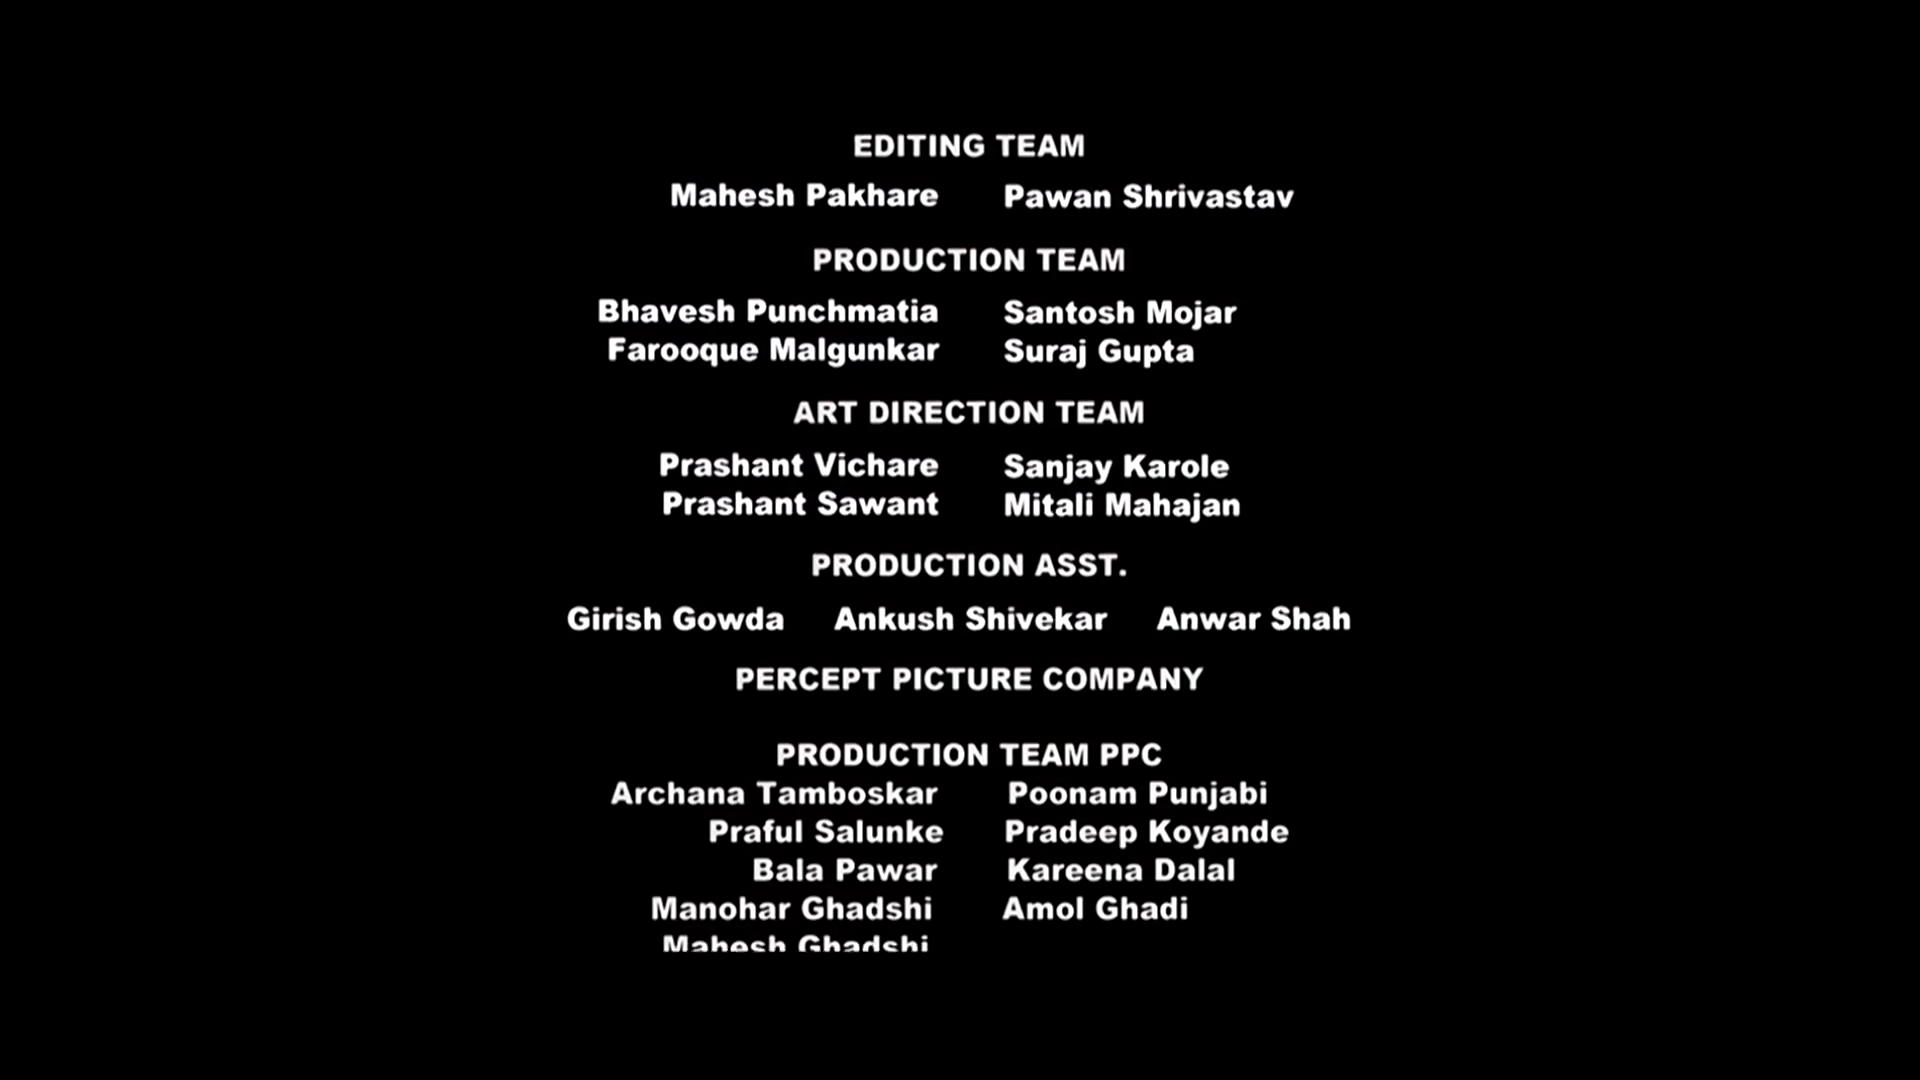 EDITING TEAM
Mahesh Pakhare Pawan Shrivastav
PRODUCTION TEAM
Bhavesh Punchmatia Santosh Mojar
Farooque Malgunkar Suraj Gupta
ART DIRECTION TEAM
Prashant Vichare Sanjay Karole
Prashant Sawant Mitali Mahajan
PRODUCTION ASST.
Girish Gowda Ankush Shivekar Anwar Shah
PERCEPT PICTURE COMPANY
PRODUCTION TEAM PPC
Archana Tamboskar Poonam Punjabi
Praful Salunke Pradeep Koyande
Bala Pawar Kareena Dalal
Manohar Ghadshi Amol Ghadi
Mahesh Ghadshi